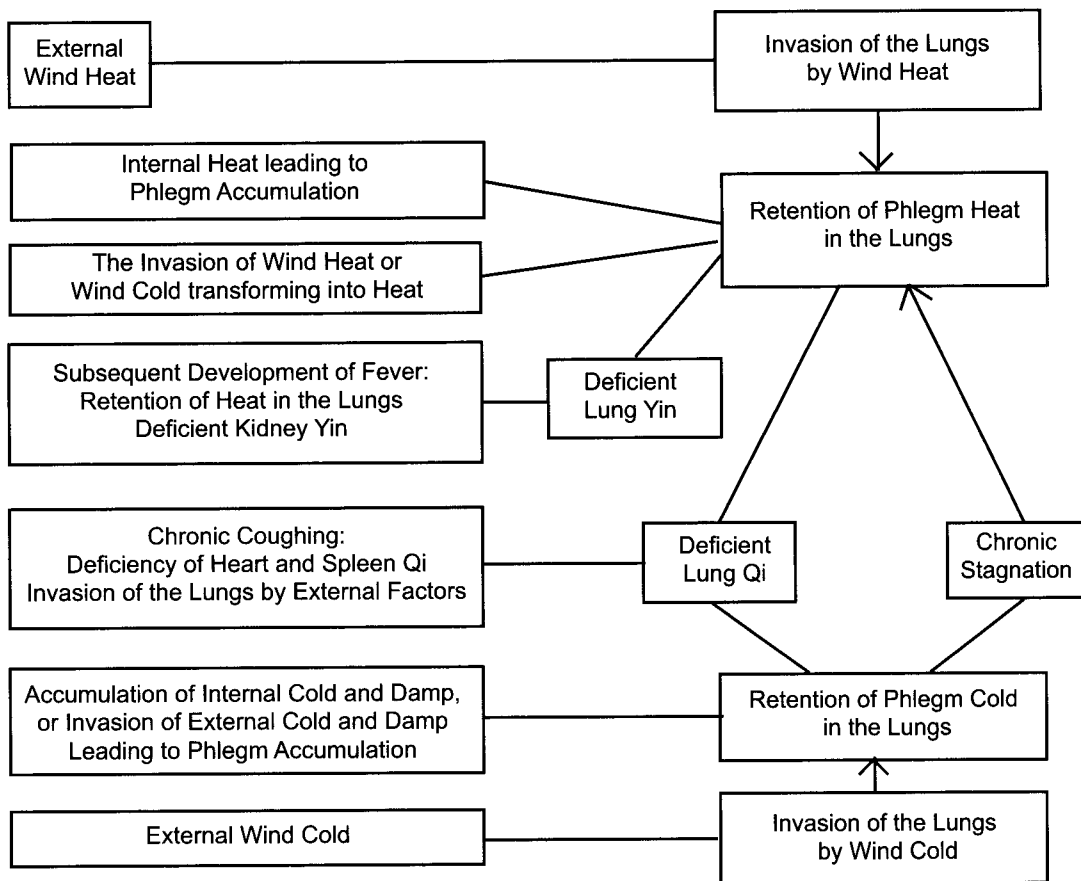 External
Wind Heat
Invasion of the Lungs
by Wind Heat
Internal Heat leading to
Phlegm Accumulation
Retention of Phlegm Heat
in the Lungs
The Invasion of Wind Heat or
Wind Cold transforming into Heat
Subsequent Development of Fever:
Retention of Heat in the Lungs
Deficient Kidney Yin
Deficient
Lung Yin
Chronic Coughing:
Deficiency of Heart and Spleen Qi
Invasion of the Lungs by External Factors
Deficient
Lung Qi
Chronic
Stagnation
Accumulation of Internal Cold and Damp,
or Invasion of External Cold and Damp
Leading to Phlegm Accumulation
Retention of Phlegm Cold
in the Lungs
External Wind Cold
Invasion of the Lungs
by Wind Cold